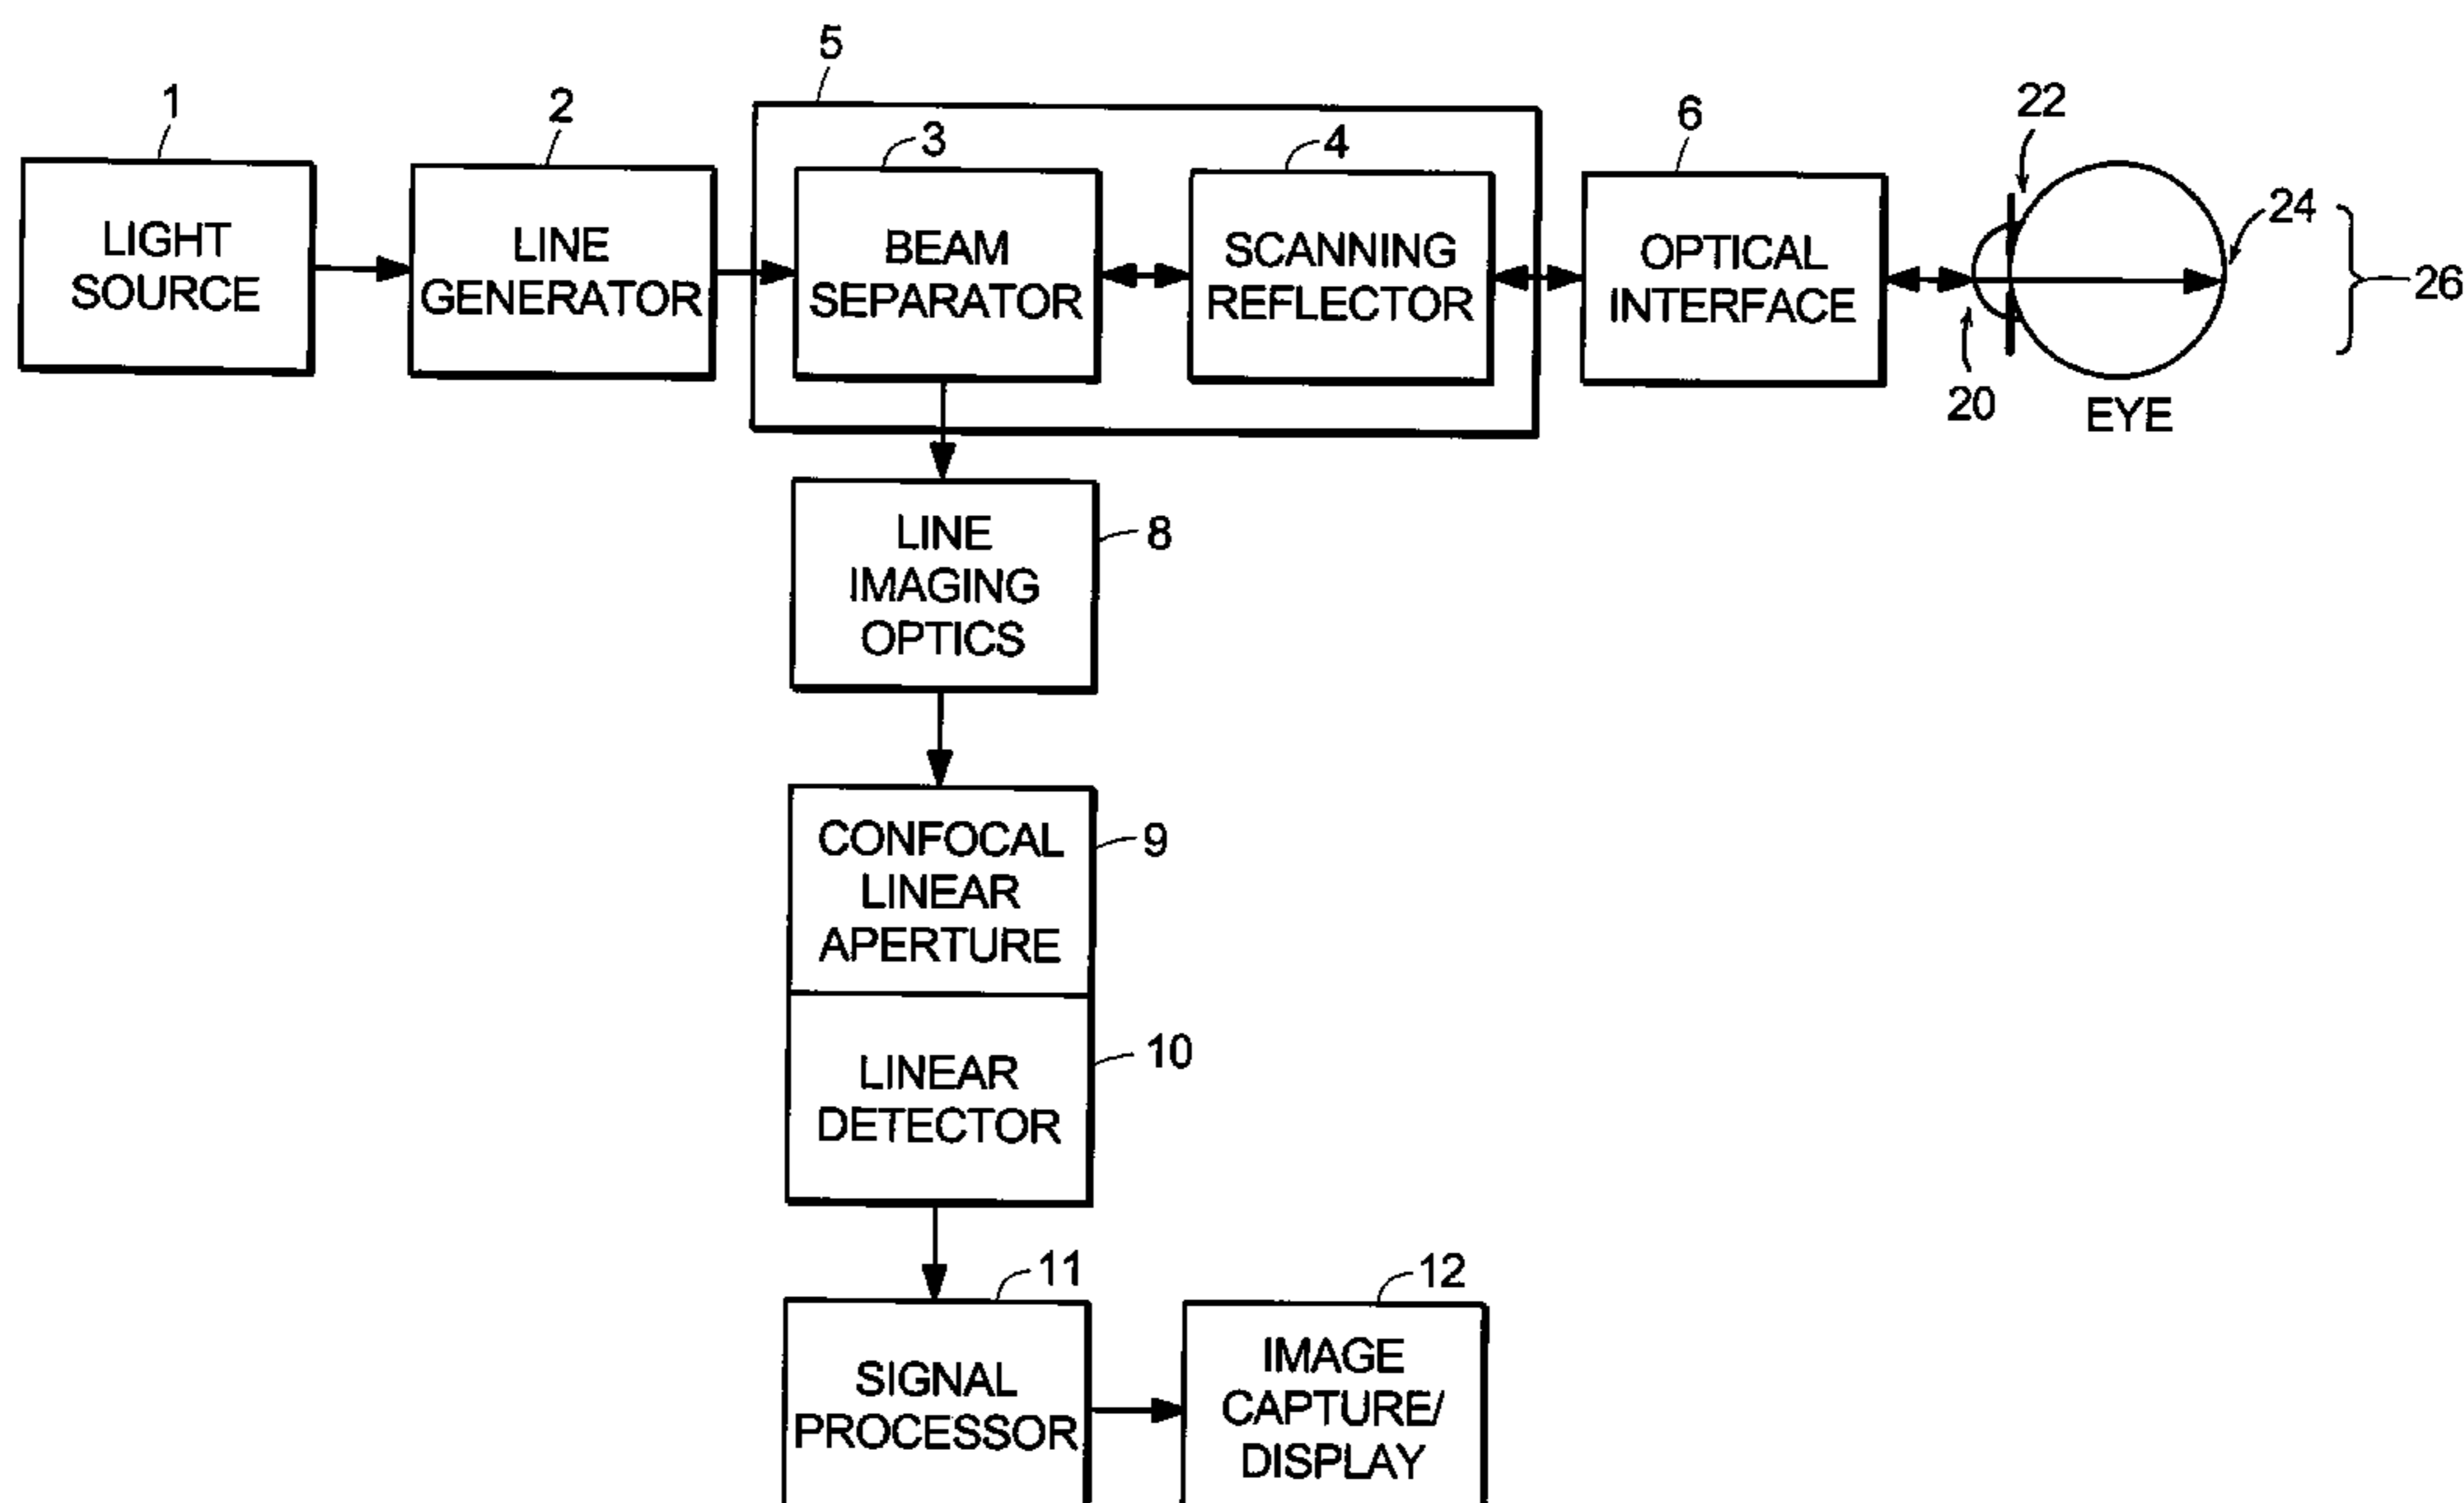 5
1
2
3
4
6
22
24
26
20
LIGHT
SOURCE
LINE
GENERATOR
BEAM
SEPARATOR
SCANNING
REFLECTOR
OPTICAL
INTERFACE
EYE
LINE
IMAGING
OPTICS
8
CONFOCAL
LINEAR
APERTURE
9
LINEAR
DETECTOR
10
11
SIGNAL
PROCESSOR
12
IMAGE
CAPTURE/
DISPLAY